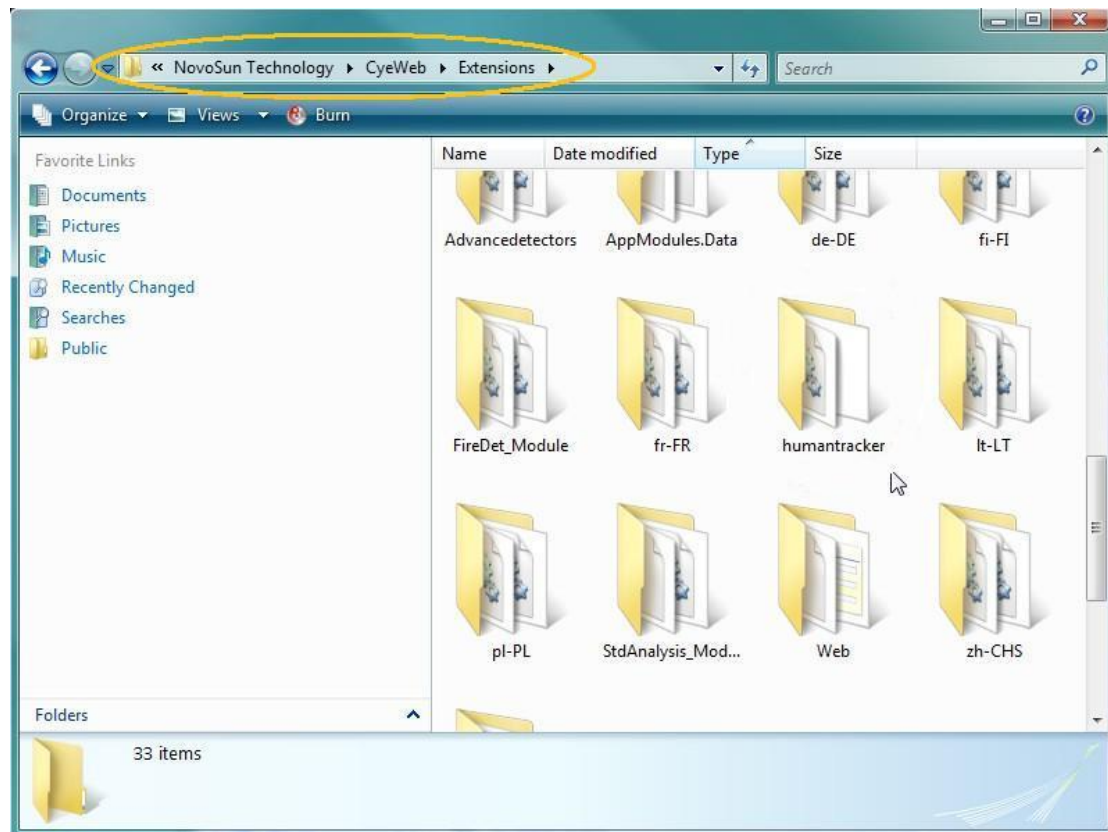 « NovoSun Technology CyeWeb Extensions Search
Organize Views Burn
Favorite Links
Documents
Pictures
Music
Recently Changed
Searches
Public
Folders
Name Date modified Type Size
Advancedetectors AppModules.Data de-DE fi-FI
FireDet_Module fr-FR humantracker lt-LT
pl-PL StdAnalysis_Mod... Web zh-CHS
33 items